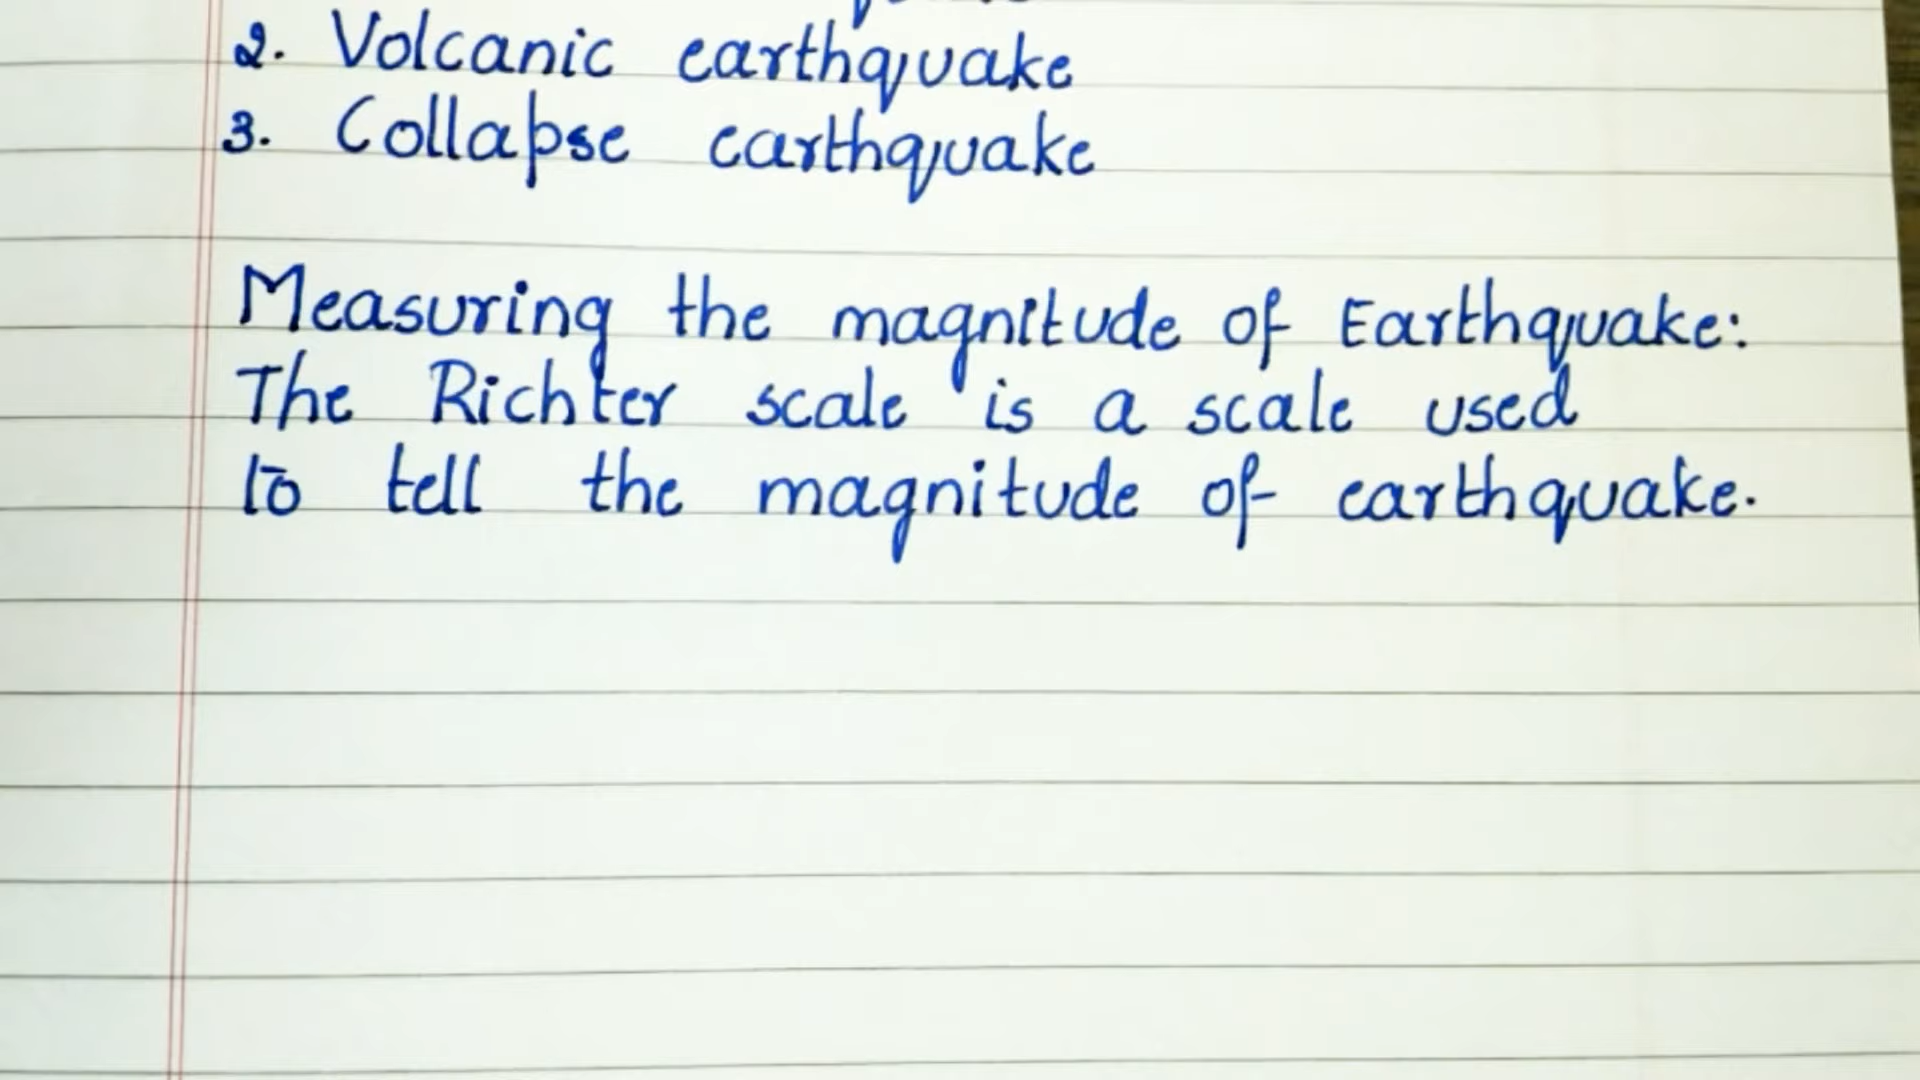 2. Volcanic earthquake
3. Collapse earthquake
Measuring the magnitude of Earthquake:
The Richter scale is a scale used
to tell the magnitude of earthquake.